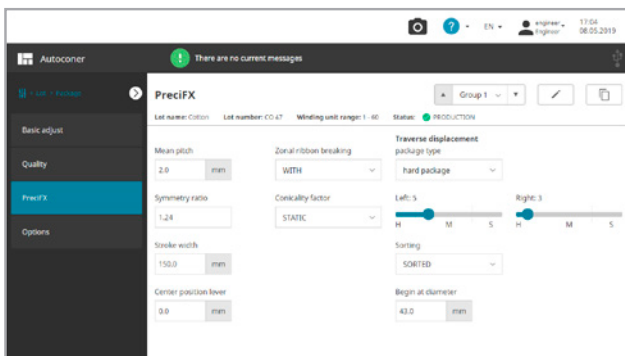 ? EN engineer Engineer 17:04
08.05.2019
Autoconer There are no current messages
Lot > Package
PreciFX Group 1
Lot name: Cotton Lot number: CO 47 Winding unit range: 1 - 60 Status: PRODUCTION
Basic adjust
Quality
PreciFX
Options
Mean pitch
2.0 mm
Symmetry ratio
1.24
Stroke width
150.0 mm
Center position lever
0.0 mm
Zonal ribbon breaking
WITH
Conicality factor
STATIC
Traverse displacement
package type
hard package
Left: 5 Right: 3
H M S H M S
Sorting
SORTED
Begin at diameter
43.0 mm